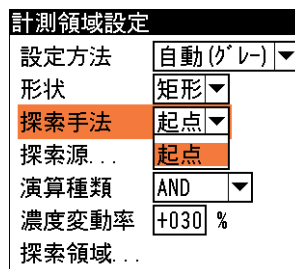 計測領域設定
設定方法 自動(グレー)
形状 矩形
探索手法 起点
探索源... 起点
演算種類 AND
濃度変動率 +030 %
探索領域...